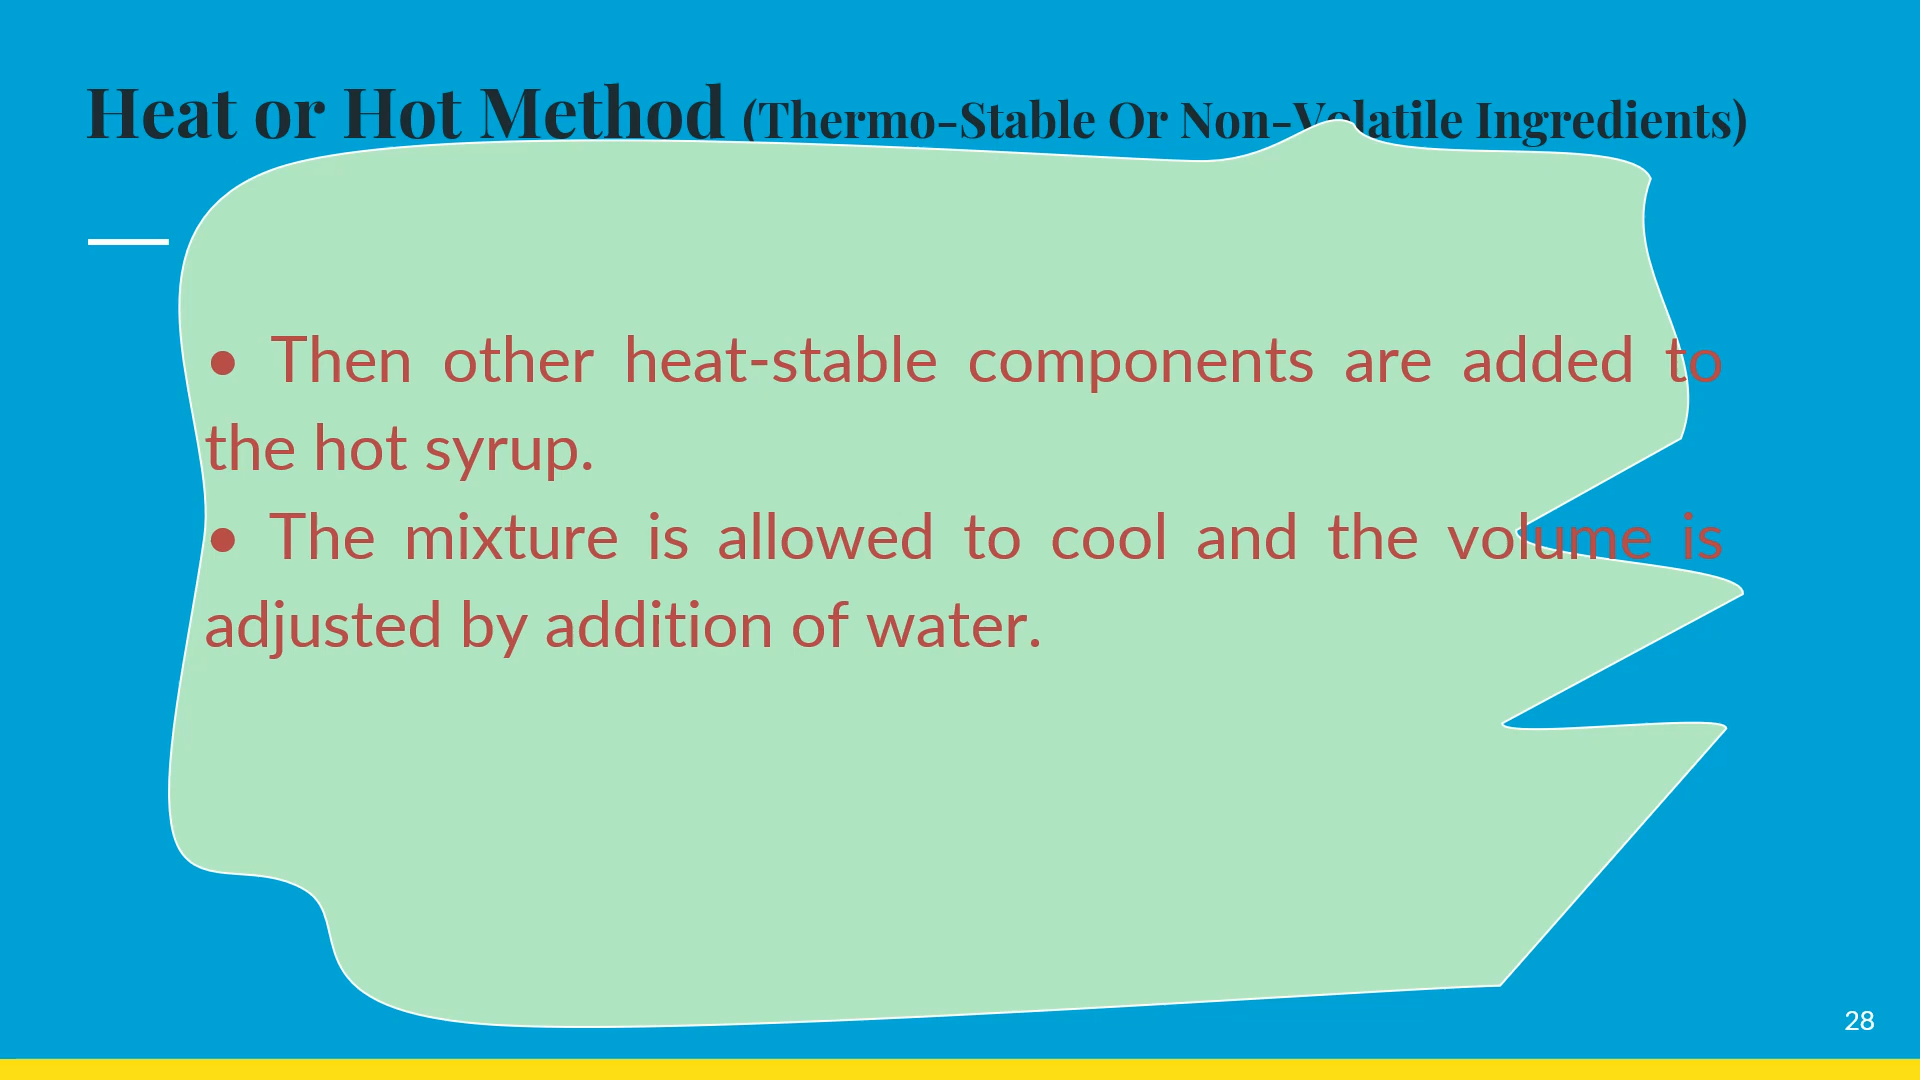 Heat or Hot Method (Thermo-Stable Or Non-Volatile Ingredients)
• Then other heat-stable components are added to
the hot syrup.
• The mixture is allowed to cool and the volume is
adjusted by addition of water.
28